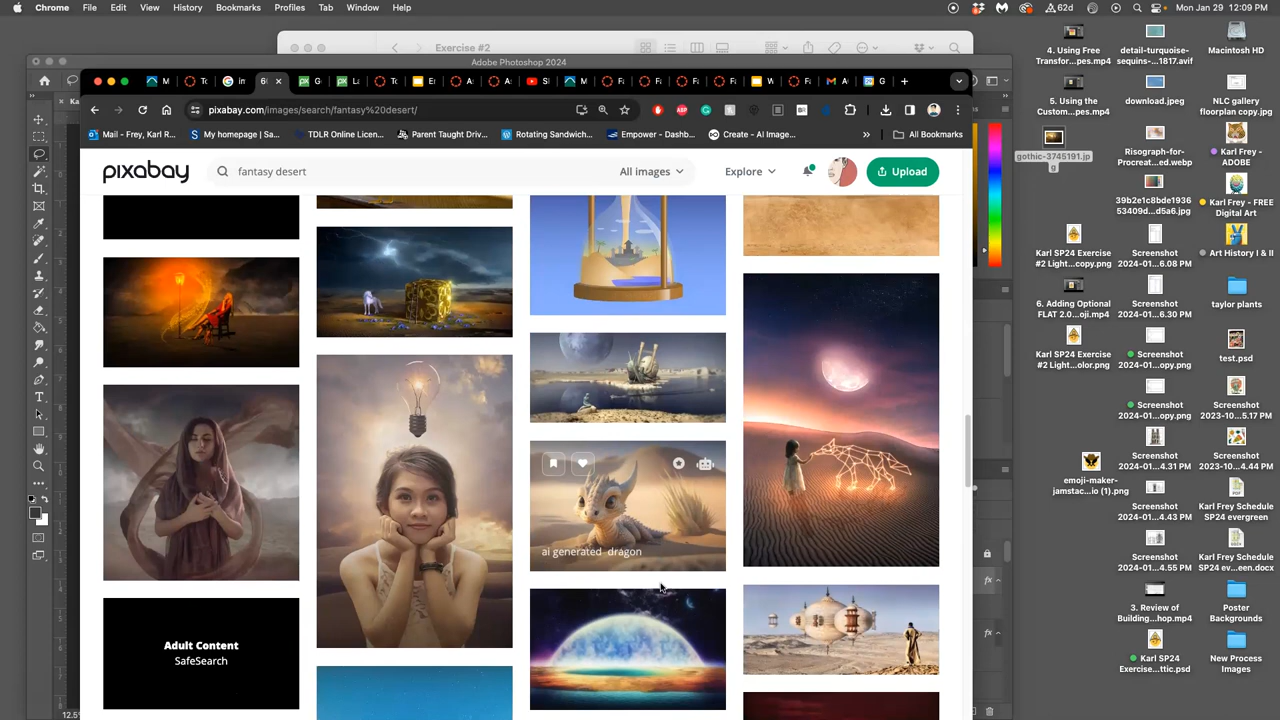 Chrome File Edit View History Bookmarks Profiles Tab Window Help
62d Mon Jan 29 12:09 PM
Exercise #2
Adobe Photoshop 2024
pixabay.com/images/search/fantasy%20desert/
Mail - Frey, Karl R... My homepage | Sa... TDLR Online Licen... Parent Taught Driv... Rotating Sandwich... Empower - Dashb... Create - AI Image... All Bookmarks
pixabay fantasy desert All images Explore Upload
ai generated dragon
Adult Content
SafeSearch
12.5
4. Using Free
Transfor...pes.mp4
5. Using the
Custom...pes.mp4
gothic-3745191.jp
g
Karl SP24 Exercise
#2 Light...copy.png
6. Adding Optional
FLAT 2.0...oji.mp4
Karl SP24 Exercise
#2 Light...olor.png
emoji-maker-
jamstac...io (1).png
detail-turquoise-
sequins-...1817.avif
download.jpeg
Risograph-for-
Procreat...ed.webp
39b2e1c8bde1936
53409d...d5a6.jpg
Screenshot
2024-01...6.08 PM
Screenshot
2024-01...6.30 PM
Screenshot
2024-01...opy.png
Screenshot
2024-01...opy.png
Screenshot
2024-01...4.31 PM
Screenshot
2024-01...4.43 PM
Screenshot
2024-01...4.55 PM
3. Review of
Building...hop.mp4
Karl SP24
Exercise...ttic.psd
Macintosh HD
NLC gallery
floorplan copy.jpg
Karl Frey -
ADOBE
Karl Frey - FREE
Digital Art
Art History I & II
taylor plants
test.psd
Screenshot
2023-10...5.17 PM
Screenshot
2023-10...4.44 PM
Karl Frey Schedule
SP24 evergreen
Karl Frey Schedule
SP24 ev...een.docx
Poster
Backgrounds
New Process
Images